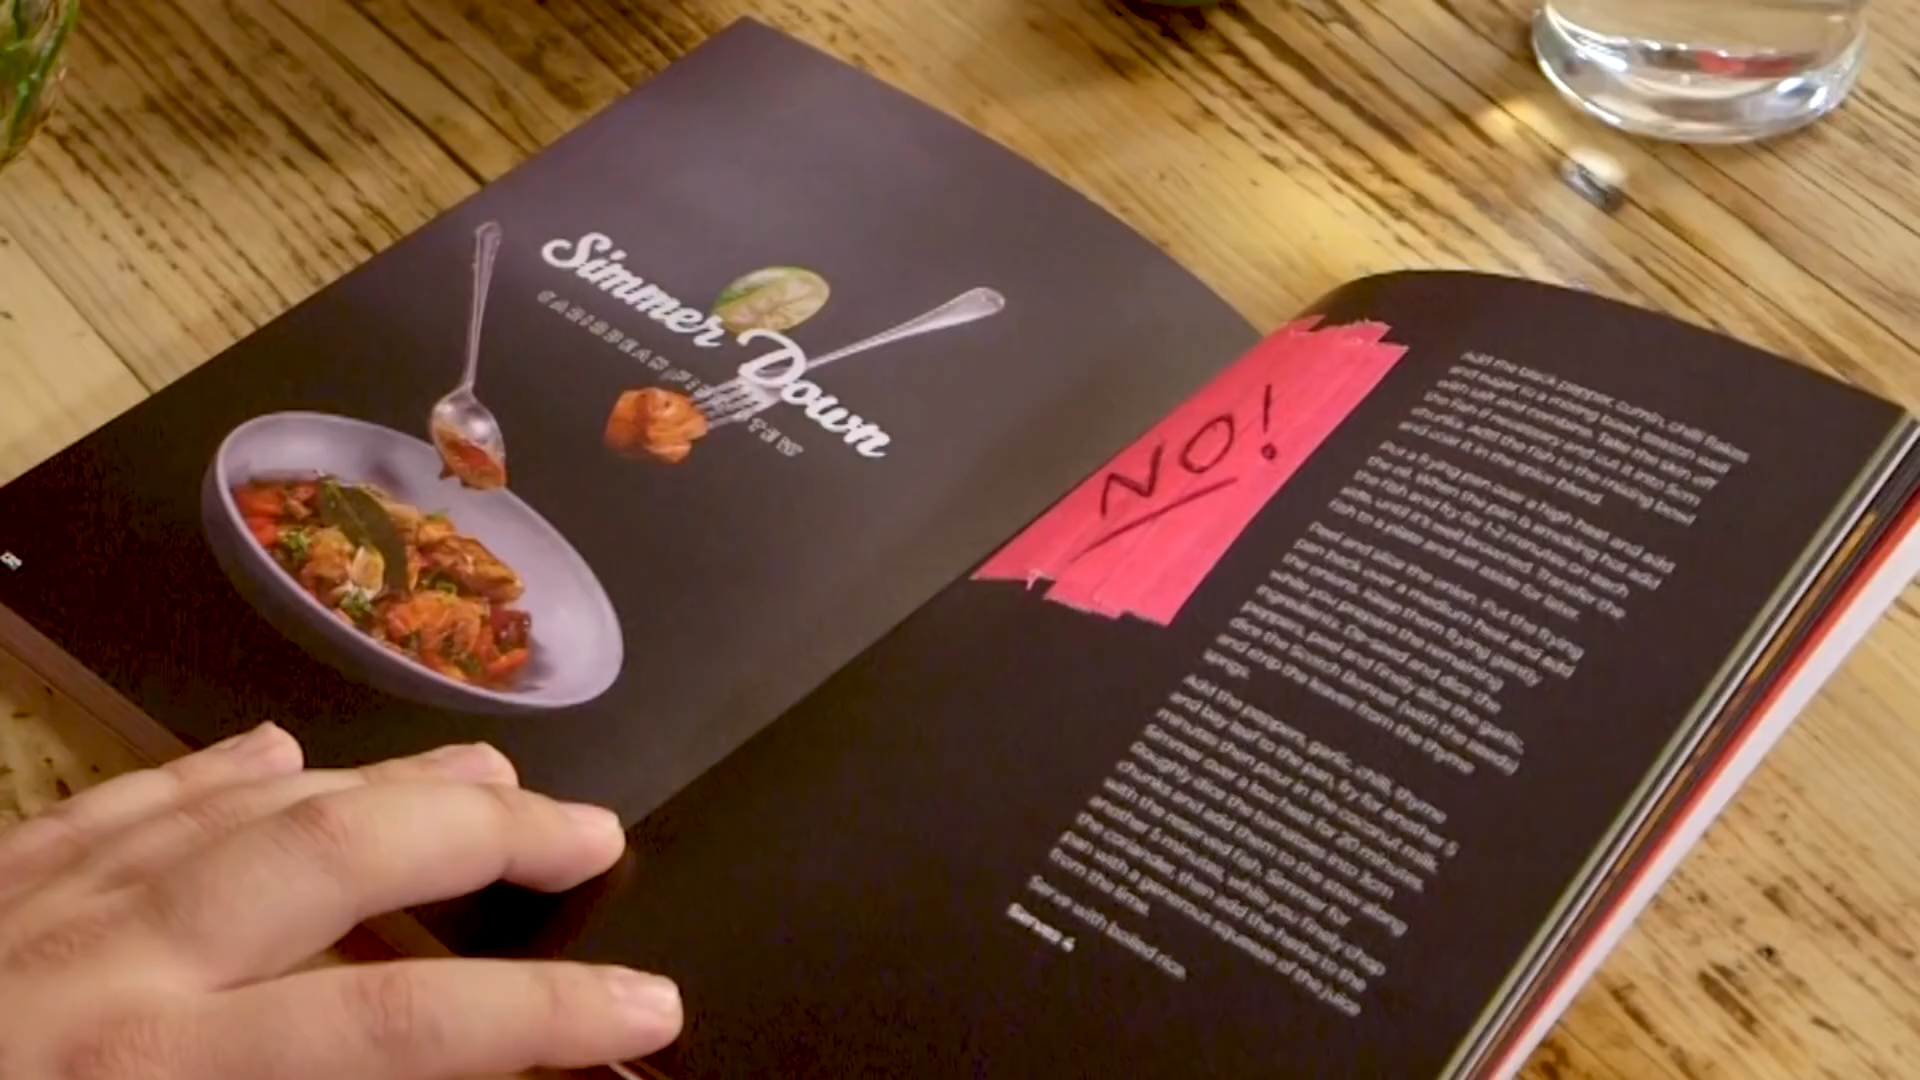 Simmer Down
CARIBBEAN FISH STEW
NO!
Add the black pepper, cumin, chilli flakes
and sugar to a mixing bowl, season well
with salt and combine. Take the skin off
the fish if necessary and cut it into 5cm
chunks. Add the fish to the mixing bowl
and coat it in the spice blend.
Put a frying pan over a high heat and add
the oil. When the pan is smoking hot add
the fish and fry for 1-2 minutes on each
side, until it's well browned. Transfer the
fish to a plate and set aside for later.
Peel and slice the onion. Put the frying
pan back over a medium heat and add
the onions. Keep them frying gently
while you prepare the remaining
ingredients. De-seed and dice the
peppers, peel and finely slice the garlic,
dice the Scotch Bonnet (with the seeds)
and strip the leaves from the thyme
sprigs.
Add the peppers, garlic, chilli, thyme
and bay leaf to the pan, fry for another 5
minutes then pour in the coconut milk.
Simmer over a low heat for 20 minutes.
Roughly slice the tomatoes into 3cm
chunks and add them to the stew along
with the reserved fish. Simmer for
another 5 minutes, while you finely chop
the coriander, then add the herbs to the
pan with a generous squeeze of the juice
from the lime.
Serve with boiled rice.
Serves 4